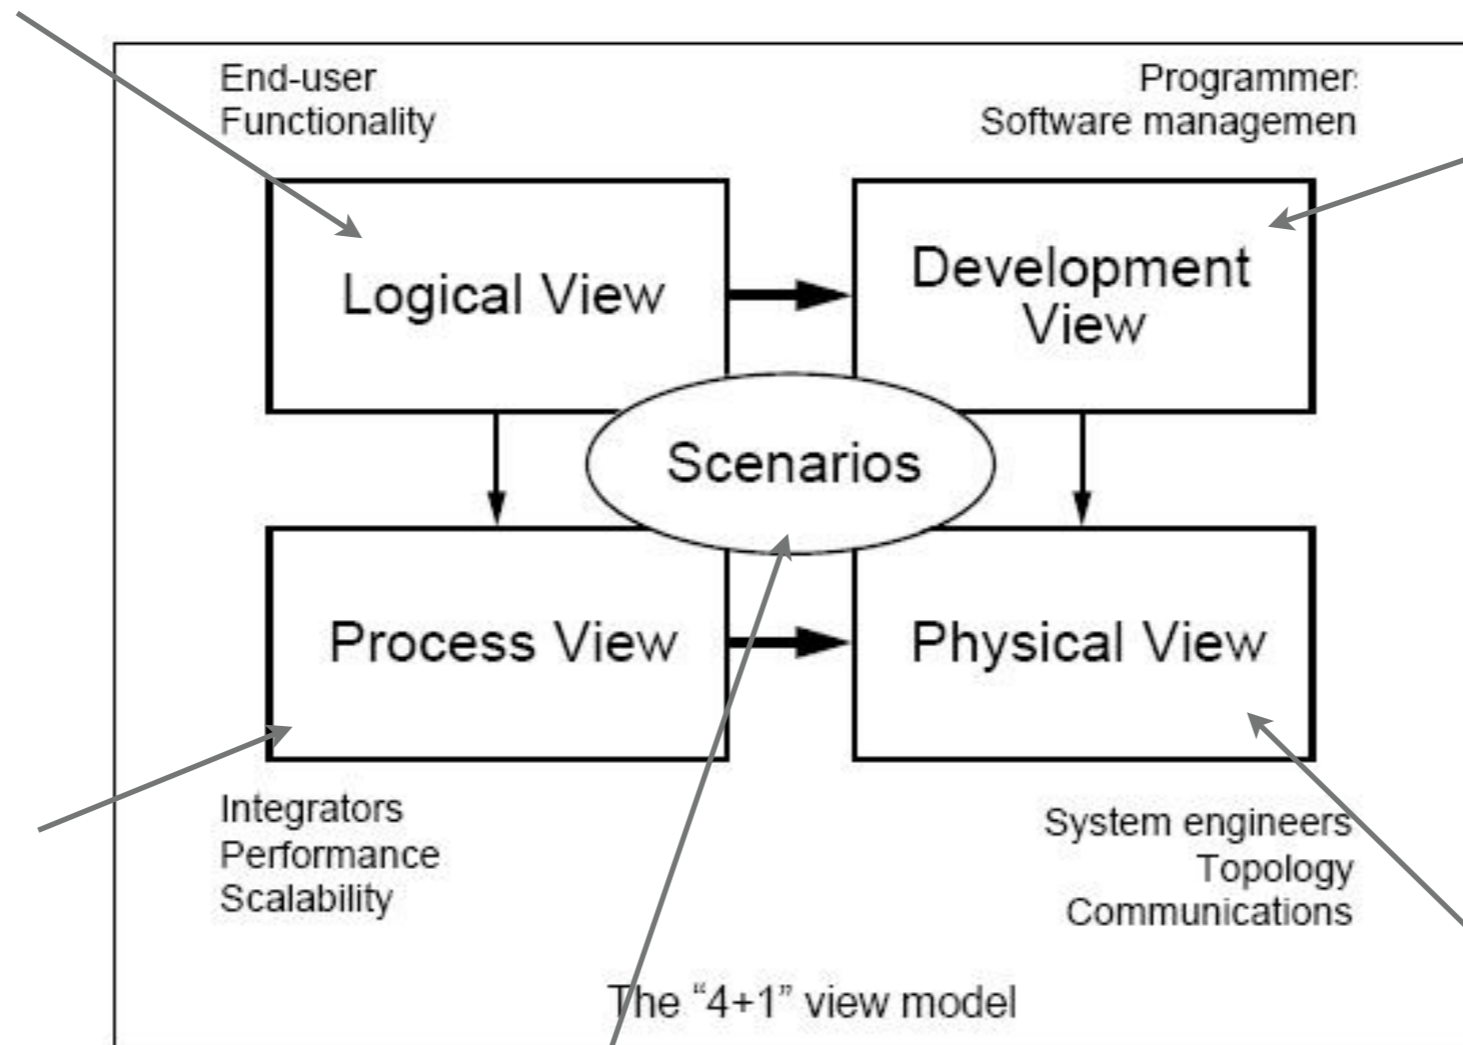 End-user
Functionality
Programmer
Software managemen
Logical View
Development
View
Scenarios
Process View
Physical View
Integrators
Performance
Scalability
System engineers
Topology
Communications
The “4+1” view model